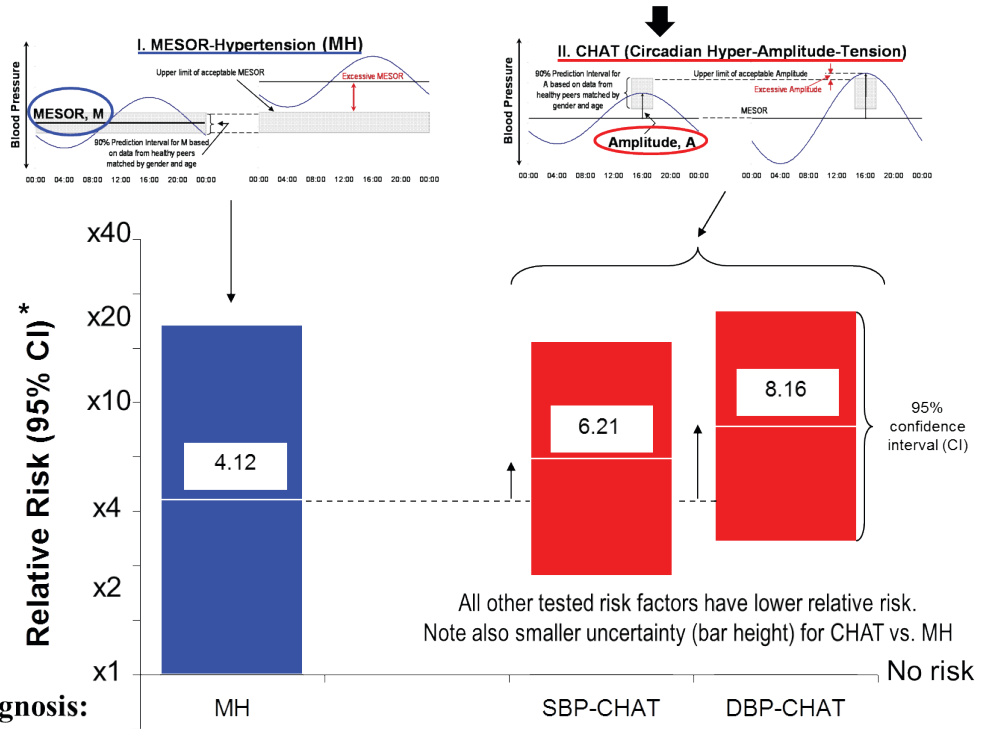 I. MESOR-Hypertension (MH)
Blood Pressure
Upper limit of acceptable MESOR
Excessive MESOR
MESOR, M
90% Prediction Interval for M based
on data from healthy peers
matched by gender and age
00:00 04:00 08:00 12:00 16:00 20:00 00:00
00:00 04:00 08:00 12:00 16:00 20:00 00:00
II. CHAT (Circadian Hyper-Amplitude-Tension)
Blood Pressure
90% Prediction Interval for
A based on data from
healthy peers matched by
gender and age
Upper limit of acceptable Amplitude
Excessive Amplitude
MESOR
Amplitude, A
00:00 04:00 08:00 12:00 16:00 20:00 00:00
00:00 04:00 08:00 12:00 16:00 20:00 00:00
Relative Risk (95% CI)*
x40
x20
x10
x4
x2
x1
4.12
6.21
8.16
95%
confidence
interval (CI)
All other tested risk factors have lower relative risk.
Note also smaller uncertainty (bar height) for CHAT vs. MH
No risk
gnosis:
MH
SBP-CHAT
DBP-CHAT